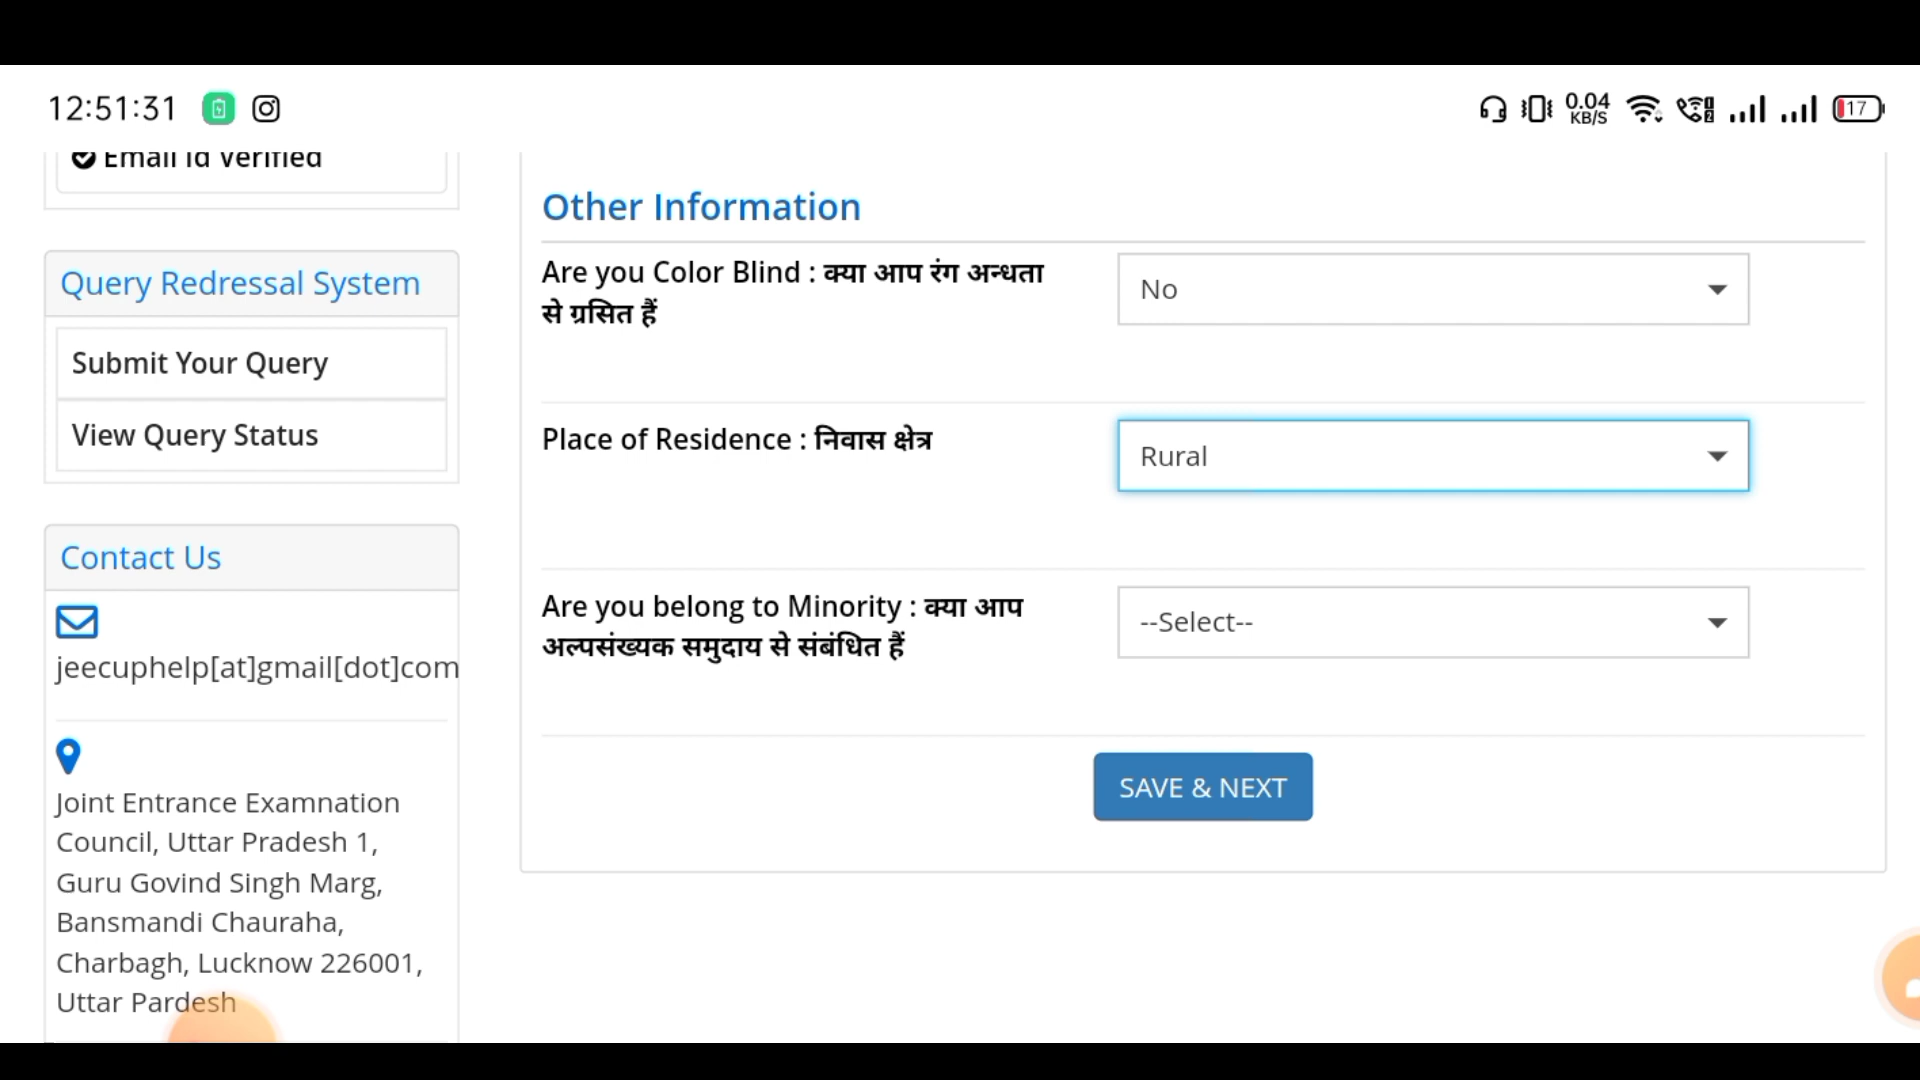 12:51:31
0.04
KB/S
17
Email Id Verified
Query Redressal System
Submit Your Query
View Query Status
Contact Us
jeecuphelp[at]gmail[dot]com
Joint Entrance Examnation
Council, Uttar Pradesh 1,
Guru Govind Singh Marg,
Bansmandi Chauraha,
Charbagh, Lucknow 226001,
Uttar Pardesh
Other Information
Are you Color Blind : क्या आप रंग अन्धता
से ग्रसित हैं
No
Place of Residence : निवास क्षेत्र
Rural
Are you belong to Minority : क्या आप
अल्पसंख्यक समुदाय से संबंधित हैं
--Select--
SAVE & NEXT